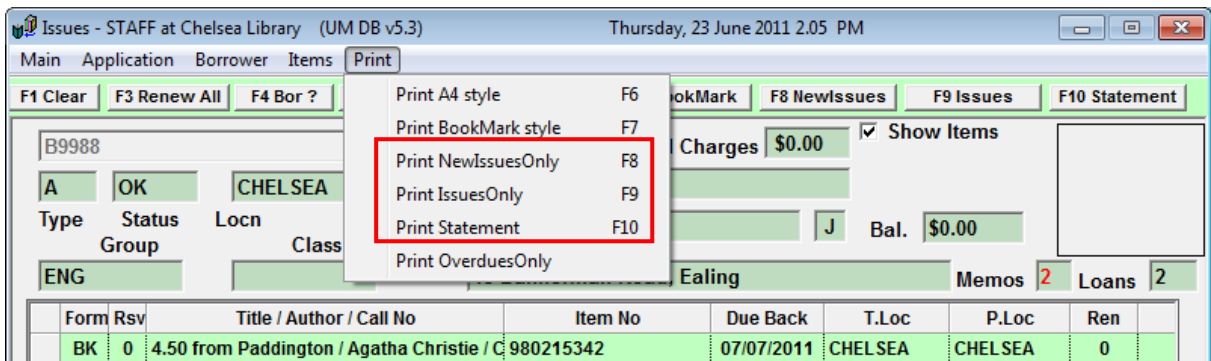 Issues - STAFF at Chelsea Library (UM DB v5.3) Thursday, 23 June 2011 2.05 PM
Main Application Borrower Items Print
F1 Clear F3 Renew All F4 Bor ? okMark F8 NewIssues F9 Issues F10 Statement
Print A4 style F6
Print BookMark style F7
Print NewIssuesOnly F8
Print IssuesOnly F9
Print Statement F10
Print OverduesOnly
B9988 Charges $0.00 Show Items
A OK CHELSEA
Type Status Locn J Bal. $0.00
Group Class
ENG Ealing Memos 2 Loans 2
Form Rsv Title / Author / Call No Item No Due Back T.Loc P.Loc Ren
BK 0 4.50 from Paddington / Agatha Christie / C 980215342 07/07/2011 CHELSEA CHELSEA 0